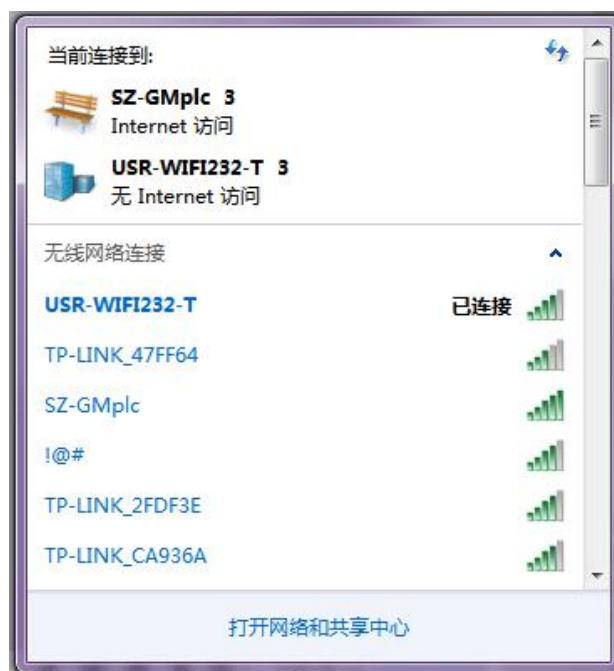 当前连接到:
SZ-GMplc 3
Internet 访问
USR-WIFI232-T 3
无 Internet 访问
无线网络连接
USR-WIFI232-T 已连接
TP-LINK_47FF64
SZ-GMplc
!@#
TP-LINK_2FDF3E
TP-LINK_CA936A
打开网络和共享中心